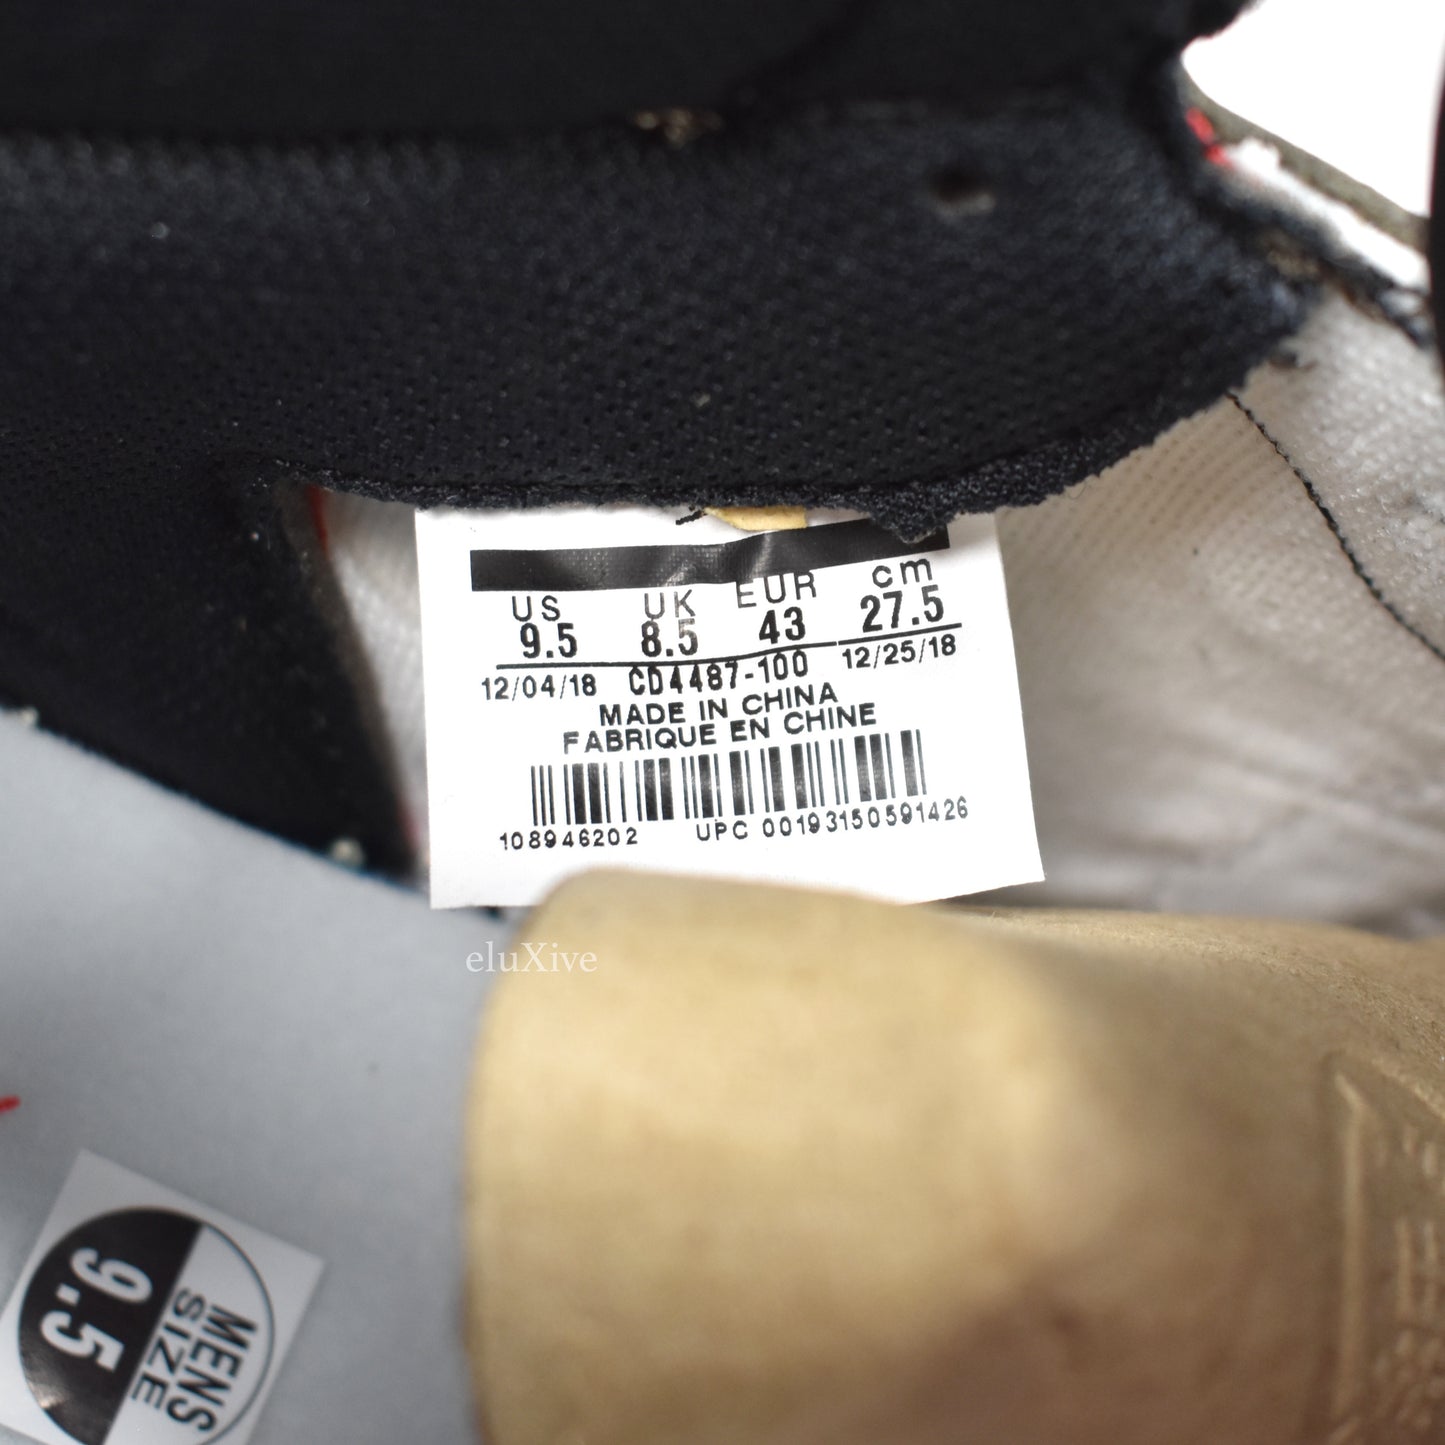 US UK EUR cm
9.5 8.5 43 27.5
12/04/18 CD4487-100 12/25/18
MADE IN CHINA
FABRIQUE EN CHINE
108946202 UPC 00193150591426
eluXive
9.5
MENS
SIZE